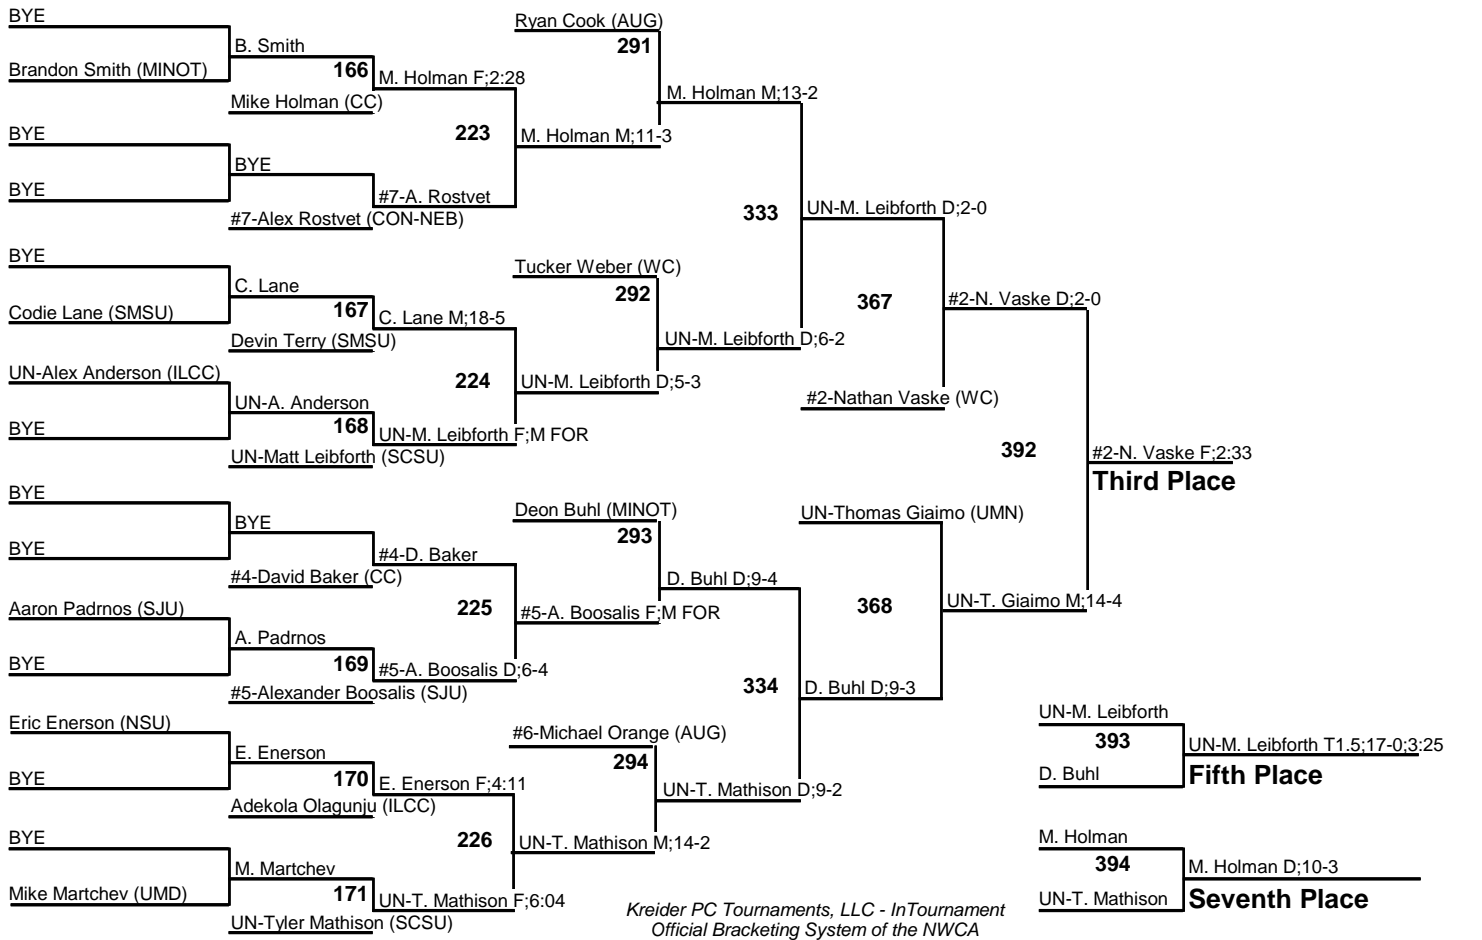 BYE
Brandon Smith (MINOT)
B. Smith
166
Mike Holman (CC)
M. Holman F;2:28
BYE
BYE
BYE
#7-Alex Rostvet (CON-NEB)
#7-A. Rostvet
223
M. Holman M;11-3
Ryan Cook (AUG)
291
M. Holman M;13-2
BYE
Codie Lane (SMSU)
C. Lane
167
Devin Terry (SMSU)
C. Lane M;18-5
UN-Alex Anderson (ILCC)
BYE
UN-A. Anderson
168
UN-Matt Leibforth (SCSU)
UN-M. Leibforth F;M FOR
224
UN-M. Leibforth D;5-3
Tucker Weber (WC)
292
UN-M. Leibforth D;6-2
333
UN-M. Leibforth D;2-0
367
#2-Nathan Vaske (WC)
#2-N. Vaske D;2-0
BYE
BYE
BYE
#4-David Baker (CC)
#4-D. Baker
Aaron Padrnos (SJU)
BYE
A. Padrnos
169
#5-Alexander Boosalis (SJU)
#5-A. Boosalis D;6-4
225
#5-A. Boosalis F;M FOR
Deon Buhl (MINOT)
293
D. Buhl D;9-4
Eric Enerson (NSU)
BYE
E. Enerson
170
Adekola Olagunju (ILCC)
E. Enerson F;4:11
BYE
Mike Martchev (UMD)
M. Martchev
171
UN-Tyler Mathison (SCSU)
UN-T. Mathison F;6:04
226
UN-T. Mathison M;14-2
#6-Michael Orange (AUG)
294
UN-T. Mathison D;9-2
334
D. Buhl D;9-3
UN-Thomas Giaimo (UMN)
368
UN-T. Giaimo M;14-4
392
#2-N. Vaske F;2:33
Third Place
UN-M. Leibforth
393
D. Buhl
UN-M. Leibforth T1.5;17-0;3:25
Fifth Place
M. Holman
394
UN-T. Mathison
M. Holman D;10-3
Seventh Place
Kreider PC Tournaments, LLC - InTournament
Official Bracketing System of the NWCA